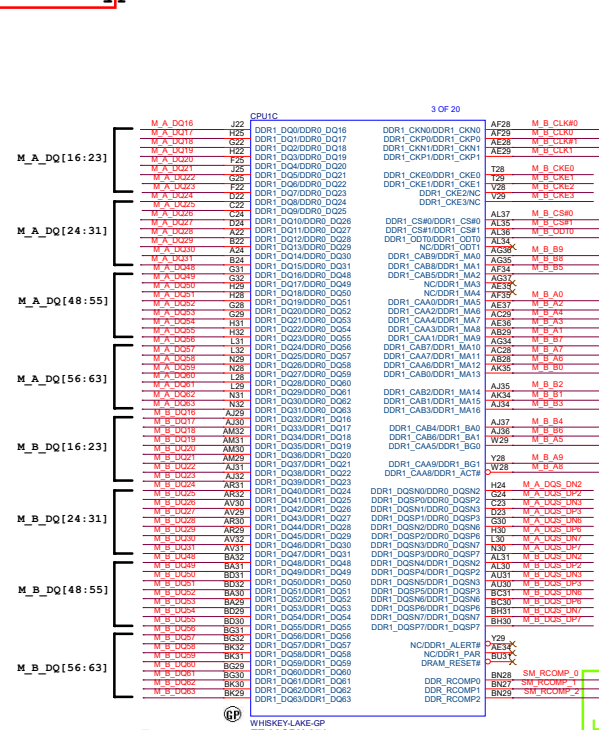 3 OF 20
CPU1C
M_A_DQ[16:23]
M_A_DQ[24:31]
M_A_DQ[48:55]
M_A_DQ[56:63]
M_B_DQ[16:23]
M_B_DQ[24:31]
M_B_DQ[48:55]
M_B_DQ[56:63]
M_A_DQ16 J22 DDR1_DQ0/DDR0_DQ16
M_A_DQ17 H25 DDR1_DQ1/DDR0_DQ17
M_A_DQ18 G22 DDR1_DQ2/DDR0_DQ18
M_A_DQ19 H22 DDR1_DQ3/DDR0_DQ19
M_A_DQ20 F25 DDR1_DQ4/DDR0_DQ20
M_A_DQ21 J25 DDR1_DQ5/DDR0_DQ21
M_A_DQ22 G25 DDR1_DQ6/DDR0_DQ22
M_A_DQ23 F22 DDR1_DQ7/DDR0_DQ23
M_A_DQ24 D22 DDR1_DQ8/DDR0_DQ24
M_A_DQ25 C22 DDR1_DQ9/DDR0_DQ25
M_A_DQ26 C24 DDR1_DQ10/DDR0_DQ26
M_A_DQ27 D24 DDR1_DQ11/DDR0_DQ27
M_A_DQ28 A22 DDR1_DQ12/DDR0_DQ28
M_A_DQ29 B22 DDR1_DQ13/DDR0_DQ29
M_A_DQ30 A24 DDR1_DQ14/DDR0_DQ30
M_A_DQ31 B24 DDR1_DQ15/DDR0_DQ31
M_A_DQ48 G31 DDR1_DQ16/DDR0_DQ48
M_A_DQ49 G32 DDR1_DQ17/DDR0_DQ49
M_A_DQ50 H29 DDR1_DQ18/DDR0_DQ50
M_A_DQ51 H28 DDR1_DQ19/DDR0_DQ51
M_A_DQ52 G28 DDR1_DQ20/DDR0_DQ52
M_A_DQ53 G29 DDR1_DQ21/DDR0_DQ53
M_A_DQ54 H31 DDR1_DQ22/DDR0_DQ54
M_A_DQ55 H32 DDR1_DQ23/DDR0_DQ55
M_A_DQ56 L31 DDR1_DQ24/DDR0_DQ56
M_A_DQ57 L32 DDR1_DQ25/DDR0_DQ57
M_A_DQ58 N29 DDR1_DQ26/DDR0_DQ58
M_A_DQ59 N28 DDR1_DQ27/DDR0_DQ59
M_A_DQ60 L28 DDR1_DQ28/DDR0_DQ60
M_A_DQ61 L29 DDR1_DQ29/DDR0_DQ61
M_A_DQ62 N31 DDR1_DQ30/DDR0_DQ62
M_A_DQ63 N32 DDR1_DQ31/DDR0_DQ63
M_B_DQ16 AJ29 DDR1_DQ32/DDR1_DQ16
M_B_DQ17 AJ30 DDR1_DQ33/DDR1_DQ17
M_B_DQ18 AM32 DDR1_DQ34/DDR1_DQ18
M_B_DQ19 AM31 DDR1_DQ35/DDR1_DQ19
M_B_DQ20 AM30 DDR1_DQ36/DDR1_DQ20
M_B_DQ21 AM29 DDR1_DQ37/DDR1_DQ21
M_B_DQ22 AJ31 DDR1_DQ38/DDR1_DQ22
M_B_DQ23 AJ32 DDR1_DQ39/DDR1_DQ23
M_B_DQ24 AR31 DDR1_DQ40/DDR1_DQ24
M_B_DQ25 AR32 DDR1_DQ41/DDR1_DQ25
M_B_DQ26 AV30 DDR1_DQ42/DDR1_DQ26
M_B_DQ27 AV29 DDR1_DQ43/DDR1_DQ27
M_B_DQ28 AR30 DDR1_DQ44/DDR1_DQ28
M_B_DQ29 AR29 DDR1_DQ45/DDR1_DQ29
M_B_DQ30 AV32 DDR1_DQ46/DDR1_DQ30
M_B_DQ31 AV31 DDR1_DQ47/DDR1_DQ31
M_B_DQ48 BA32 DDR1_DQ48/DDR1_DQ48
M_B_DQ49 BA31 DDR1_DQ49/DDR1_DQ49
M_B_DQ50 BD31 DDR1_DQ50/DDR1_DQ50
M_B_DQ51 BD32 DDR1_DQ51/DDR1_DQ51
M_B_DQ52 BA30 DDR1_DQ52/DDR1_DQ52
M_B_DQ53 BA29 DDR1_DQ53/DDR1_DQ53
M_B_DQ54 BD29 DDR1_DQ54/DDR1_DQ54
M_B_DQ55 BD30 DDR1_DQ55/DDR1_DQ55
M_B_DQ56 BG31 DDR1_DQ56/DDR1_DQ56
M_B_DQ57 BG32 DDR1_DQ57/DDR1_DQ57
M_B_DQ58 BK32 DDR1_DQ58/DDR1_DQ58
M_B_DQ59 BK31 DDR1_DQ59/DDR1_DQ59
M_B_DQ60 BG29 DDR1_DQ60/DDR1_DQ60
M_B_DQ61 BG30 DDR1_DQ61/DDR1_DQ61
M_B_DQ62 BK30 DDR1_DQ62/DDR1_DQ62
M_B_DQ63 BK29 DDR1_DQ63/DDR1_DQ63
DDR1_CKN0/DDR1_CKN0 AF28 M_B_CLK#0
DDR1_CKP0/DDR1_CKP0 AF29 M_B_CLK0
DDR1_CKN1/DDR1_CKN1 AE28 M_B_CLK#1
DDR1_CKP1/DDR1_CKP1 AE29 M_B_CLK1
DDR1_CKE0/DDR1_CKE0 T28 M_B_CKE0
DDR1_CKE1/DDR1_CKE1 T29 M_B_CKE1
DDR1_CKE2/NC V28 M_B_CKE2
DDR1_CKE3/NC V29 M_B_CKE3
DDR1_CS#0/DDR1_CS#0 AL37 M_B_CS#0
DDR1_CS#1/DDR1_CS#1 AL35 M_B_CS#1
DDR1_ODT0/DDR1_ODT0 AL36 M_B_ODT0
NC/DDR1_ODT1 AL34
DDR1_CAB9/DDR1_MA0 AG36 M_B_B9
DDR1_CAB8/DDR1_MA1 AG35 M_B_B8
DDR1_CAB5/DDR1_MA2 AF34 M_B_B5
NC/DDR1_MA3 AG37
NC/DDR1_MA4 AE35
DDR1_CAA0/DDR1_MA5 AF35 M_B_A0
DDR1_CAA2/DDR1_MA6 AE37 M_B_A2
DDR1_CAA4/DDR1_MA7 AC29 M_B_A4
DDR1_CAA3/DDR1_MA8 AE36 M_B_A3
DDR1_CAA1/DDR1_MA9 AB29 M_B_A1
DDR1_CAB7/DDR1_MA10 AG34 M_B_B7
DDR1_CAA7/DDR1_MA11 AC28 M_B_A7
DDR1_CAA6/DDR1_MA12 AB28 M_B_A6
DDR1_CAB0/DDR1_MA13 AK35 M_B_B0
DDR1_CAB2/DDR1_MA14 AJ35 M_B_B2
DDR1_CAB1/DDR1_MA15 AK34 M_B_B1
DDR1_CAB3/DDR1_MA16 AJ34 M_B_B3
DDR1_CAB4/DDR1_BA0 AJ37 M_B_B4
DDR1_CAB6/DDR1_BA1 AJ36 M_B_B6
DDR1_CAA5/DDR1_BG0 W29 M_B_A5
DDR1_CAA9/DDR1_BG1 Y28 M_B_A9
DDR1_CAA8/DDR1_ACT# W28 M_B_A8
DDR1_DQSN0/DDR0_DQSN2 H24 M_A_DQS_DN2
DDR1_DQSP0/DDR0_DQSP2 G24 M_A_DQS_DP2
DDR1_DQSN1/DDR0_DQSN3 C23 M_A_DQS_DN3
DDR1_DQSP1/DDR0_DQSP3 D23 M_A_DQS_DP3
DDR1_DQSN2/DDR0_DQSN6 G30 M_A_DQS_DN6
DDR1_DQSP2/DDR0_DQSP6 H30 M_A_DQS_DP6
DDR1_DQSN3/DDR0_DQSN7 L30 M_A_DQS_DN7
DDR1_DQSP3/DDR0_DQSP7 N30 M_A_DQS_DP7
DDR1_DQSN4/DDR1_DQSN2 AL31 M_B_DQS_DN2
DDR1_DQSP4/DDR1_DQSP2 AL30 M_B_DQS_DP2
DDR1_DQSN5/DDR1_DQSN3 AU31 M_B_DQS_DN3
DDR1_DQSP5/DDR1_DQSP3 AU30 M_B_DQS_DP3
DDR1_DQSN6/DDR1_DQSN6 BC31 M_B_DQS_DN6
DDR1_DQSP6/DDR1_DQSP6 BC30 M_B_DQS_DP6
DDR1_DQSN7/DDR1_DQSN7 BH31 M_B_DQS_DN7
DDR1_DQSP7/DDR1_DQSP7 BH30 M_B_DQS_DP7
NC/DDR1_ALERT# Y29
NC/DDR1_PAR AE34
DRAM_RESET# BU31
DDR_RCOMP0 BN28 SM_RCOMP_0
DDR_RCOMP1 BN27 SM_RCOMP_1
DDR_RCOMP2 BN29 SM_RCOMP_2
GP
WHISKEY-LAKE-GP